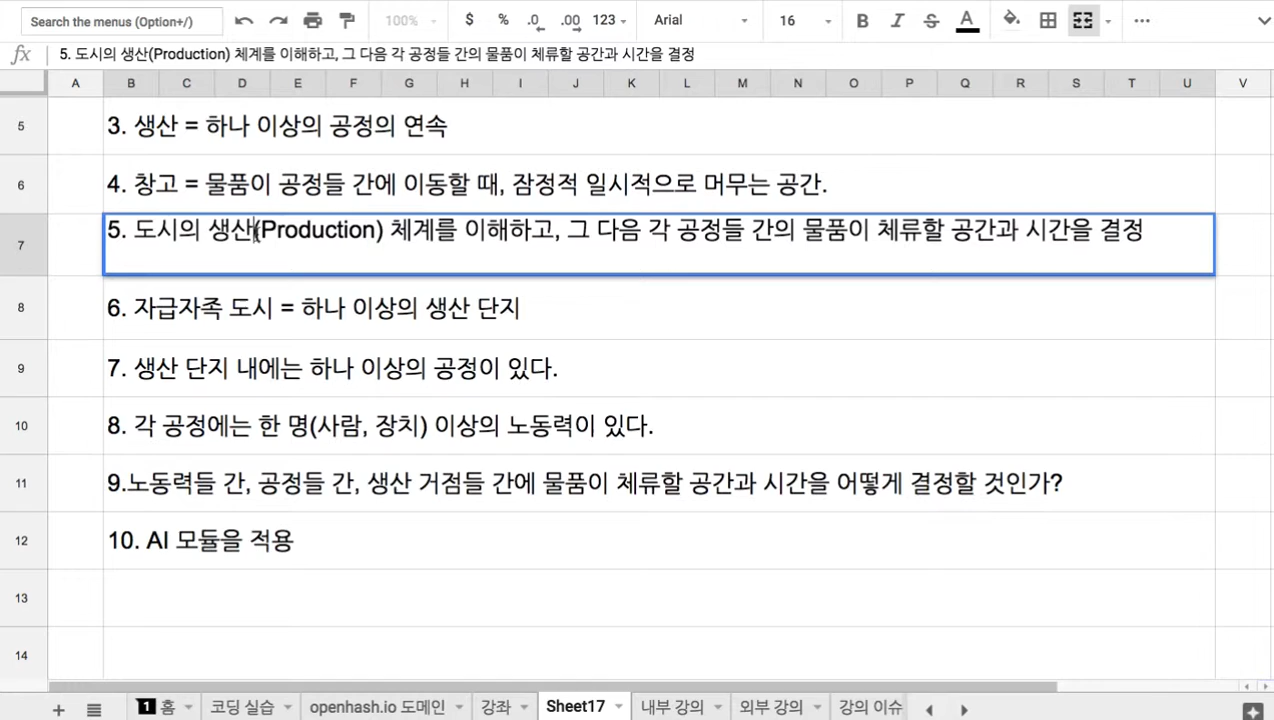 Search the menus (Option+/)
100%
$ % .0 .00 123
Arial
16
B I S A
fx 5. 도시의 생산(Production) 체계를 이해하고, 그 다음 각 공정들 간의 물품이 체류할 공간과 시간을 결정
A B C D E F G H I J K L M N O P Q R S T U V
5 3. 생산 = 하나 이상의 공정의 연속
6 4. 창고 = 물품이 공정들 간에 이동할 때, 잠정적 일시적으로 머무는 공간.
7 5. 도시의 생산(Production) 체계를 이해하고, 그 다음 각 공정들 간의 물품이 체류할 공간과 시간을 결정
8 6. 자급자족 도시 = 하나 이상의 생산 단지
9 7. 생산 단지 내에는 하나 이상의 공정이 있다.
10 8. 각 공정에는 한 명(사람, 장치) 이상의 노동력이 있다.
11 9.노동력들 간, 공정들 간, 생산 거점들 간에 물품이 체류할 공간과 시간을 어떻게 결정할 것인가?
12 10. AI 모듈을 적용
13
14
1 홈 코딩 실습 openhash.io 도메인 강좌 Sheet17 내부 강의 외부 강의 강의 이슈